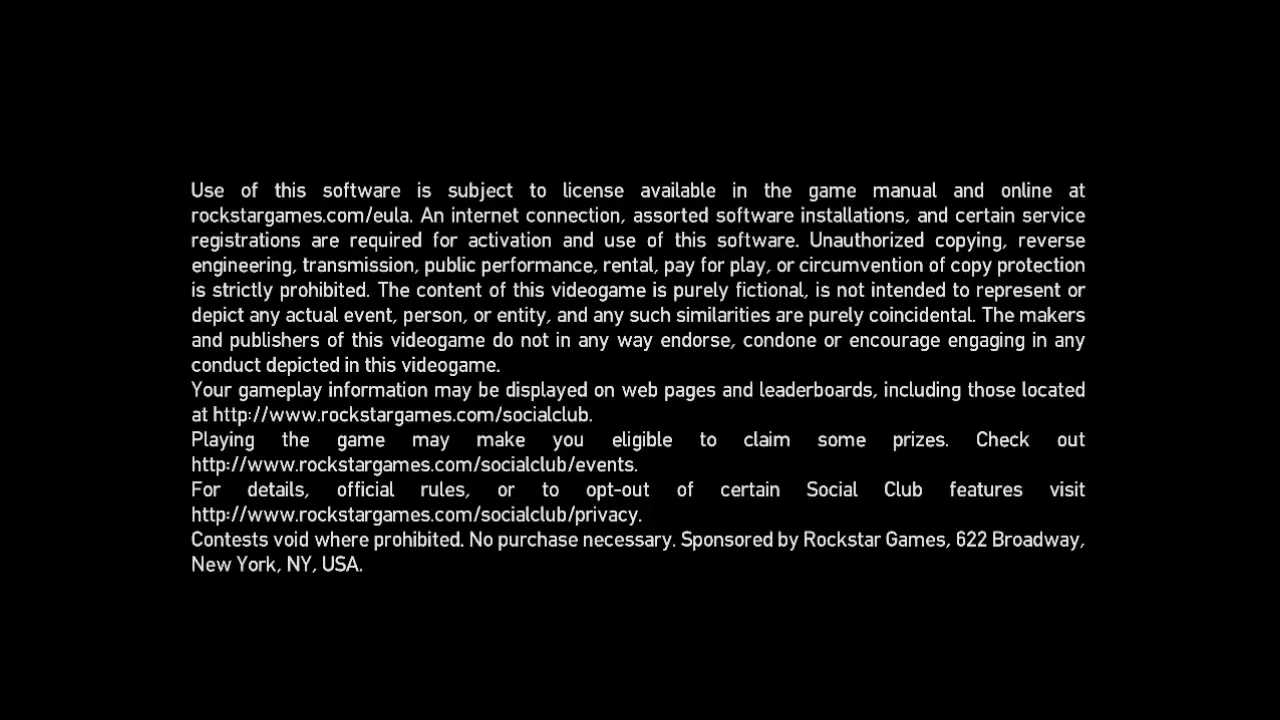 Use of this software is subject to license available in the game manual and online at
rockstargames.com/eula. An internet connection, assorted software installations, and certain service
registrations are required for activation and use of this software. Unauthorized copying, reverse
engineering, transmission, public performance, rental, pay for play, or circumvention of copy protection
is strictly prohibited. The content of this videogame is purely fictional, is not intended to represent or
depict any actual event, person, or entity, and any such similarities are purely coincidental. The makers
and publishers of this videogame do not in any way endorse, condone or encourage engaging in any
conduct depicted in this videogame.
Your gameplay information may be displayed on web pages and leaderboards, including those located
at http://www.rockstargames.com/socialclub.
Playing the game may make you eligible to claim some prizes. Check out
http://www.rockstargames.com/socialclub/events.
For details, official rules, or to opt-out of certain Social Club features visit
http://www.rockstargames.com/socialclub/privacy.
Contests void where prohibited. No purchase necessary. Sponsored by Rockstar Games, 622 Broadway,
New York, NY, USA.